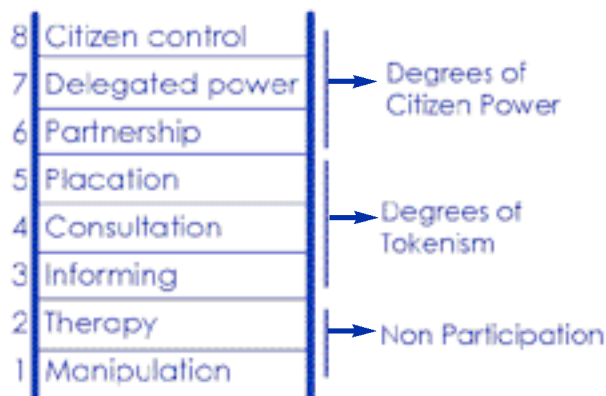 8 Citizen control
7 Delegated power
6 Partnership
5 Placation
4 Consultation
3 Informing
2 Therapy
1 Manipulation
Degrees of
Citizen Power
Degrees of
Tokenism
Non Participation